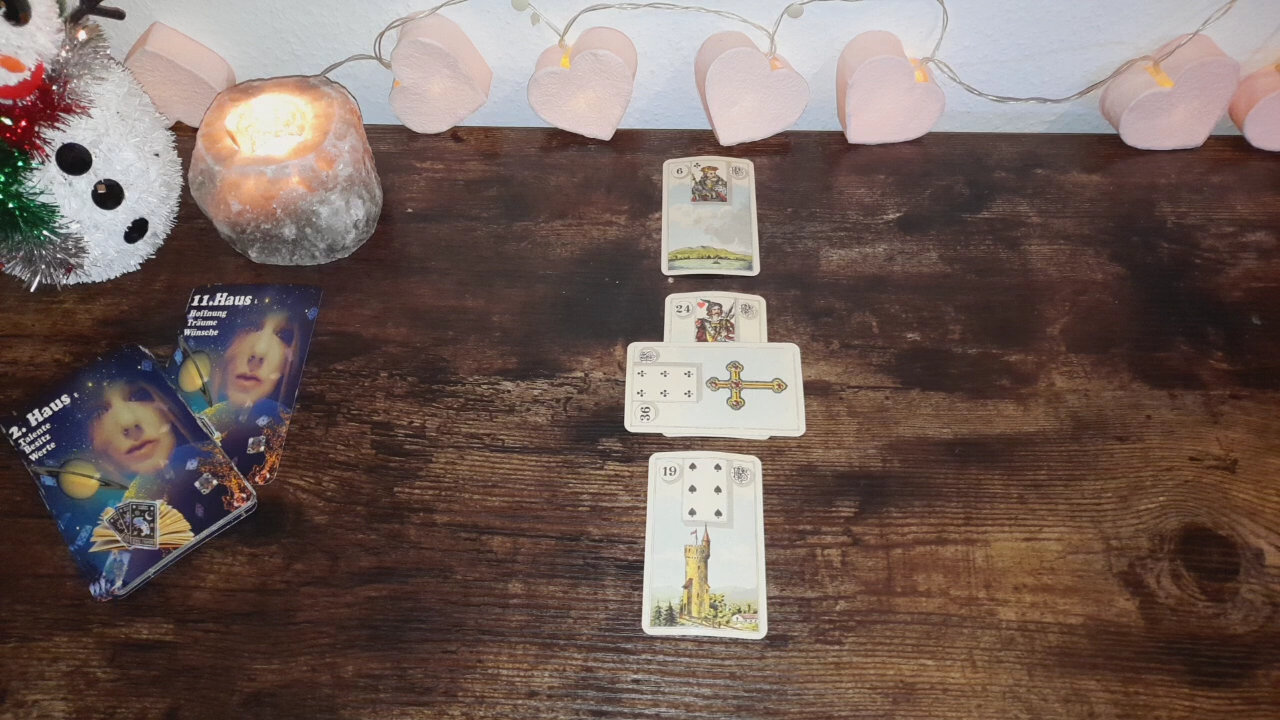 11.Haus
Hoffnung
Träume
Wünsche
2. Haus
Talente
Besitz
Werte
6
24
36
19